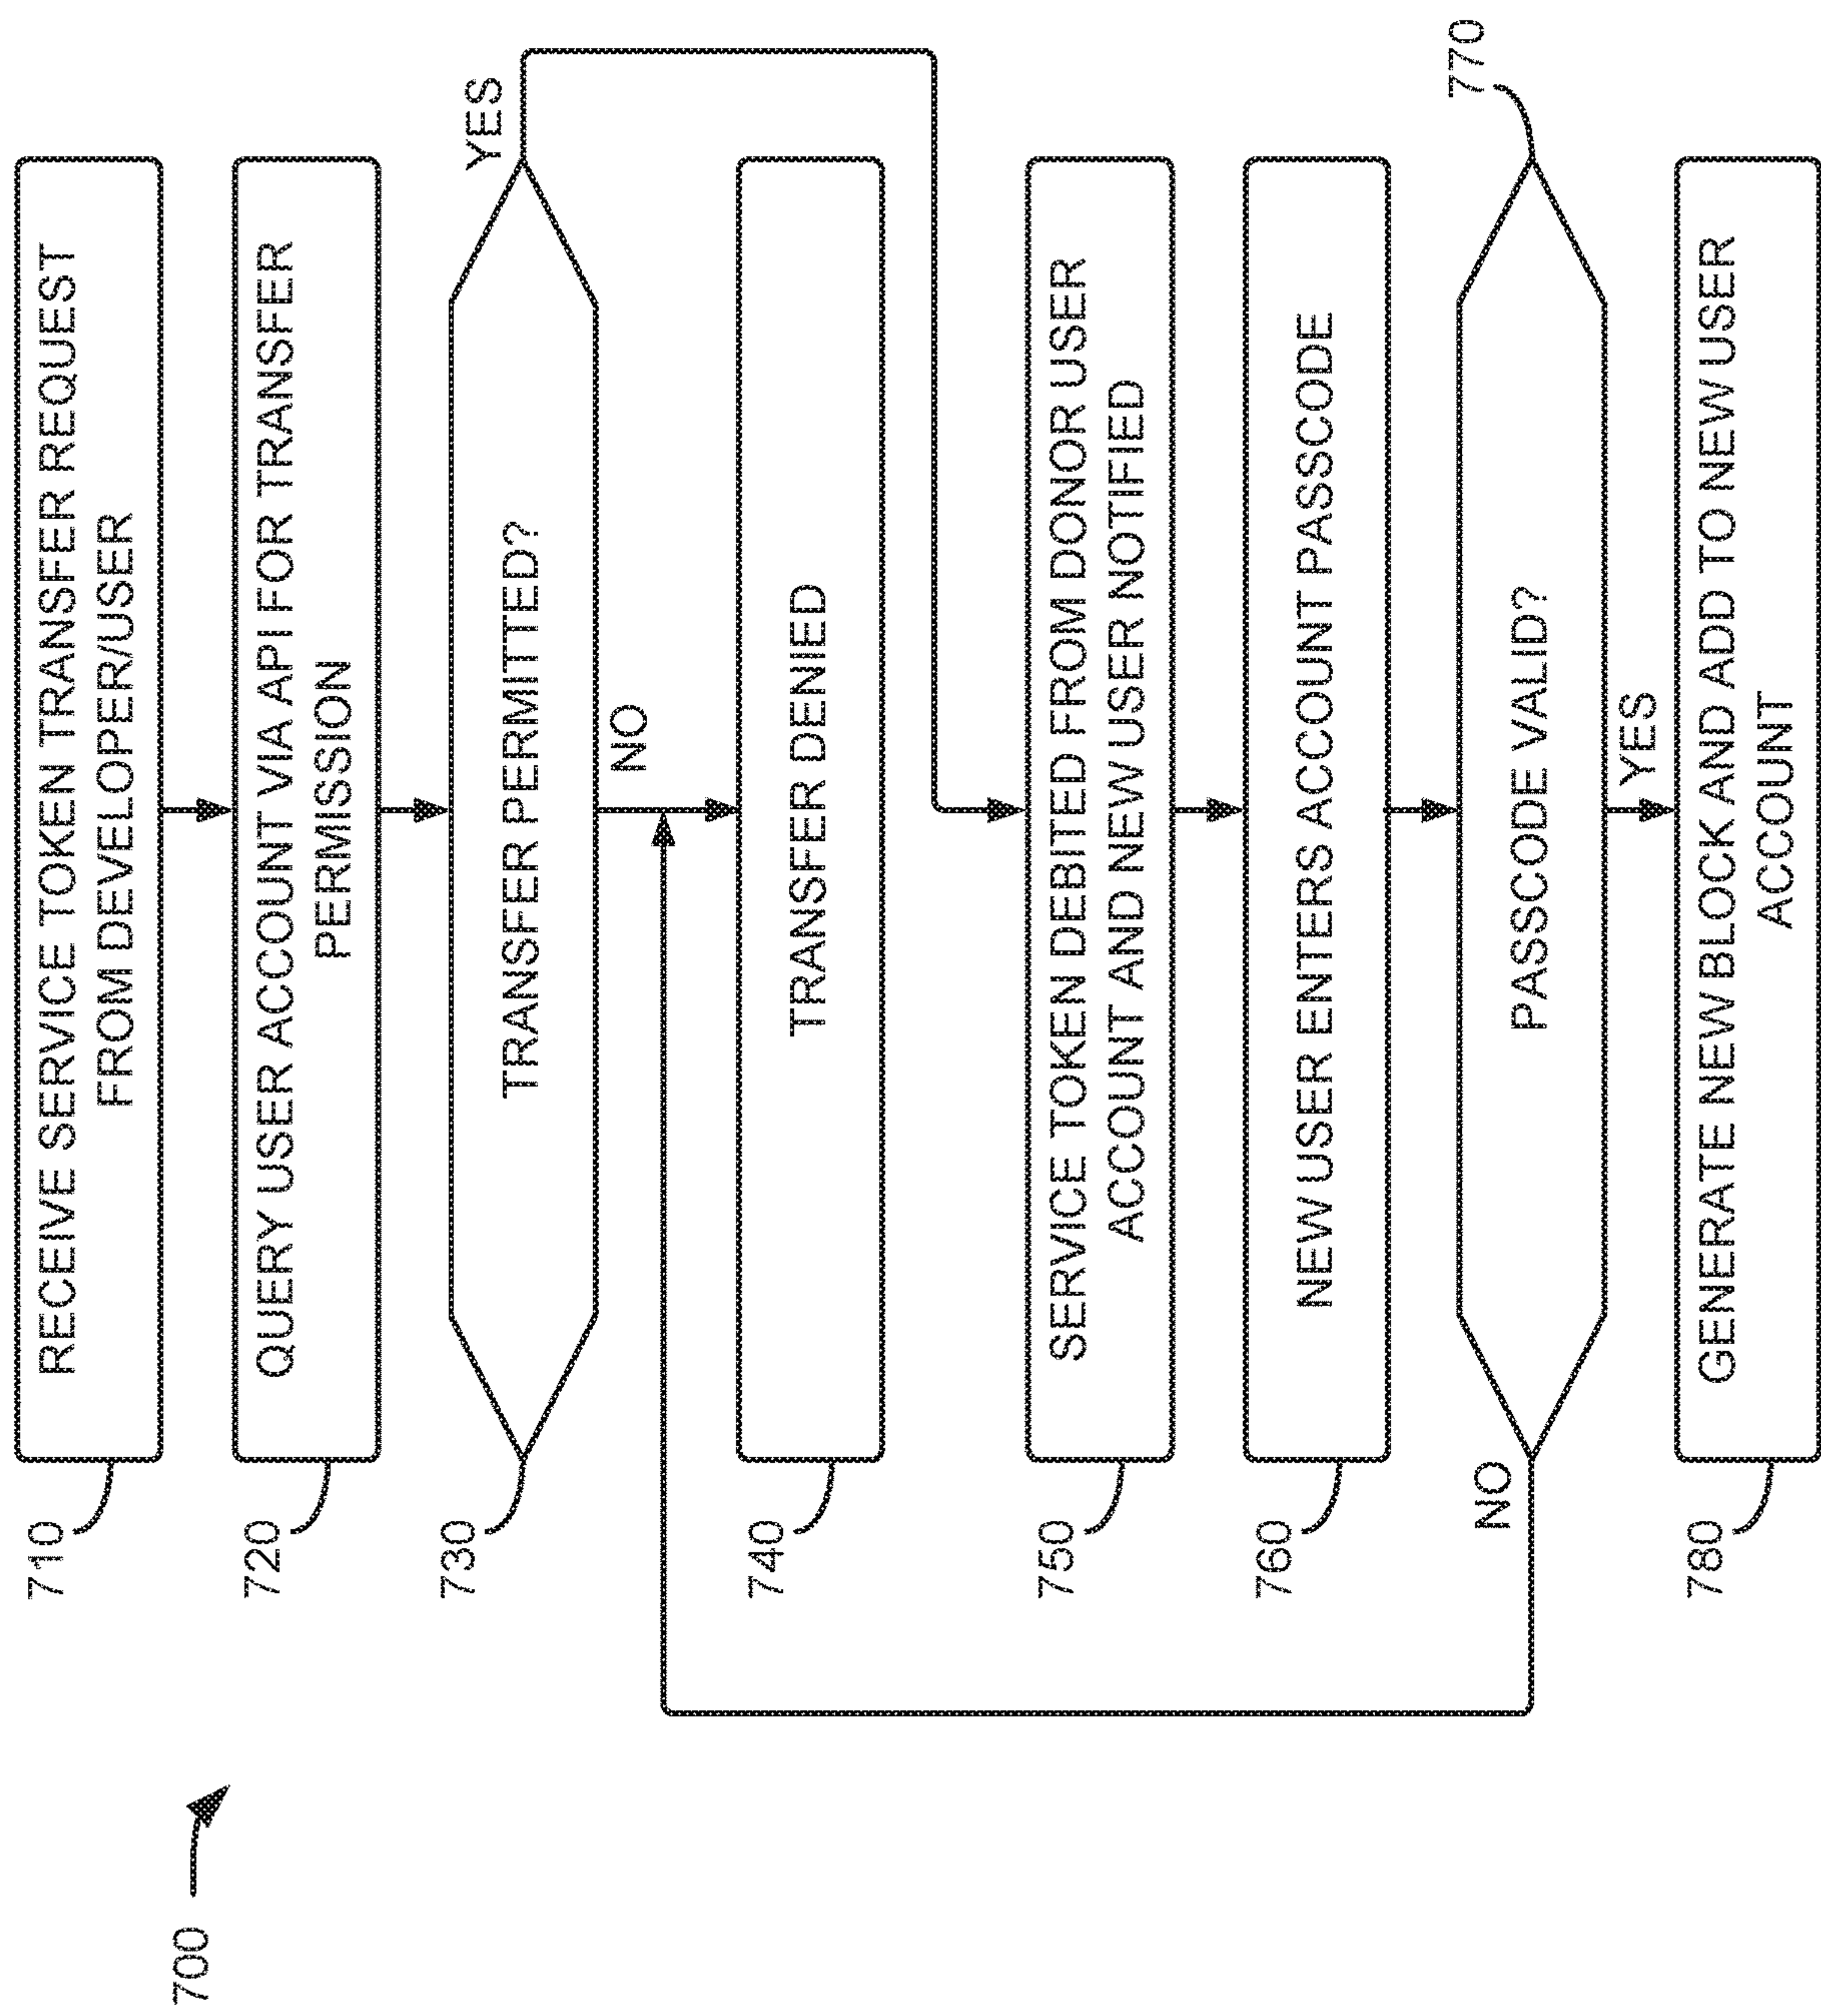 700
710
RECEIVE SERVICE TOKEN TRANSFER REQUEST
FROM DEVELOPER/USER
720
QUERY USER ACCOUNT VIA API FOR TRANSFER
PERMISSION
730
TRANSFER PERMITTED?
YES
NO
740
TRANSFER DENIED
750
SERVICE TOKEN DEBITED FROM DONOR USER
ACCOUNT AND NEW USER NOTIFIED
760
NEW USER ENTERS ACCOUNT PASSCODE
770
NO
PASSCODE VALID?
YES
780
GENERATE NEW BLOCK AND ADD TO NEW USER
ACCOUNT